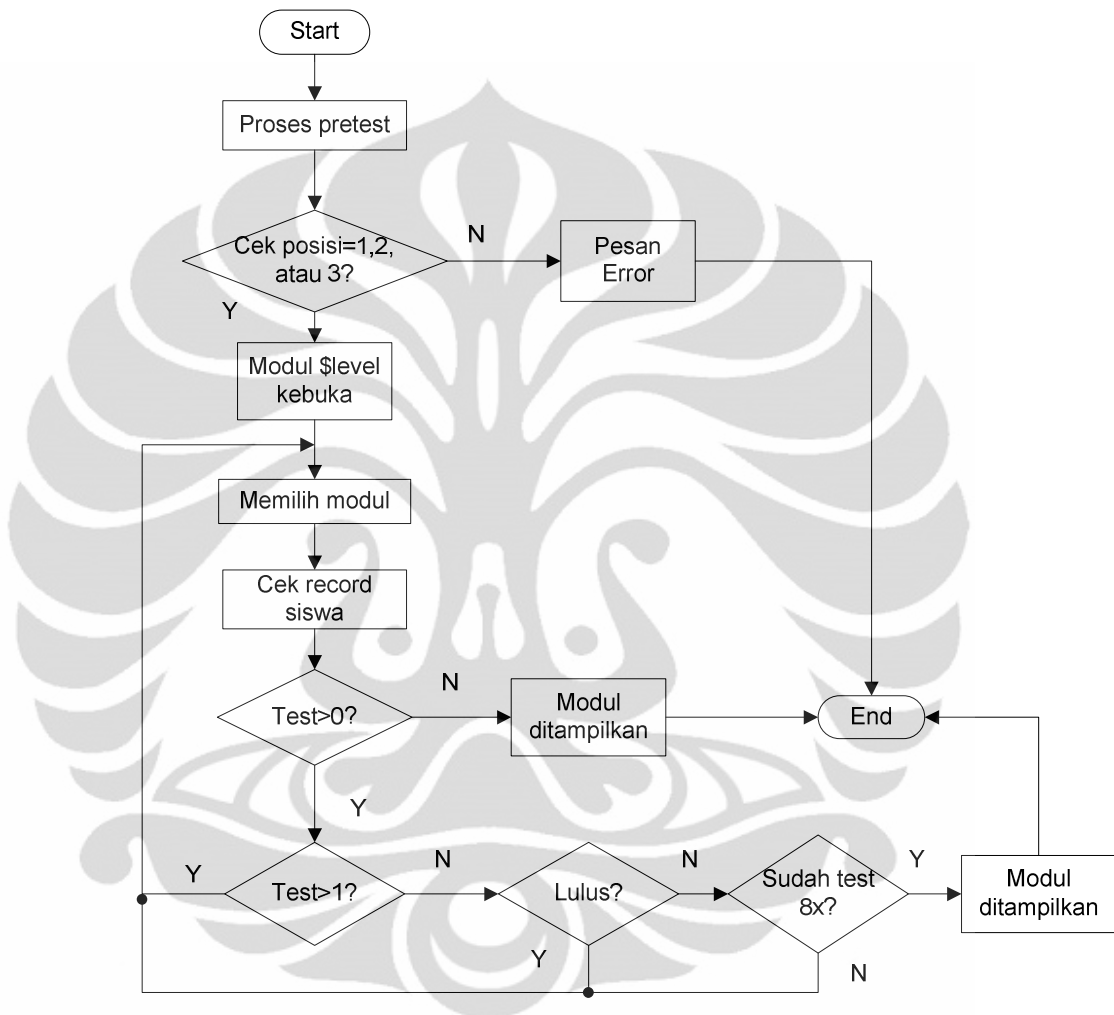 Start
Proses pretest
Cek posisi=1,2,
atau 3?
N
Pesan
Error
Y
Modul $level
kebuka
Memilih modul
Cek record
siswa
Test>0?
N
Modul
ditampilkan
End
Y
Test>1?
Y
N
Lulus?
N
Y
Sudah test
8x?
Y
N
Modul
ditampilkan